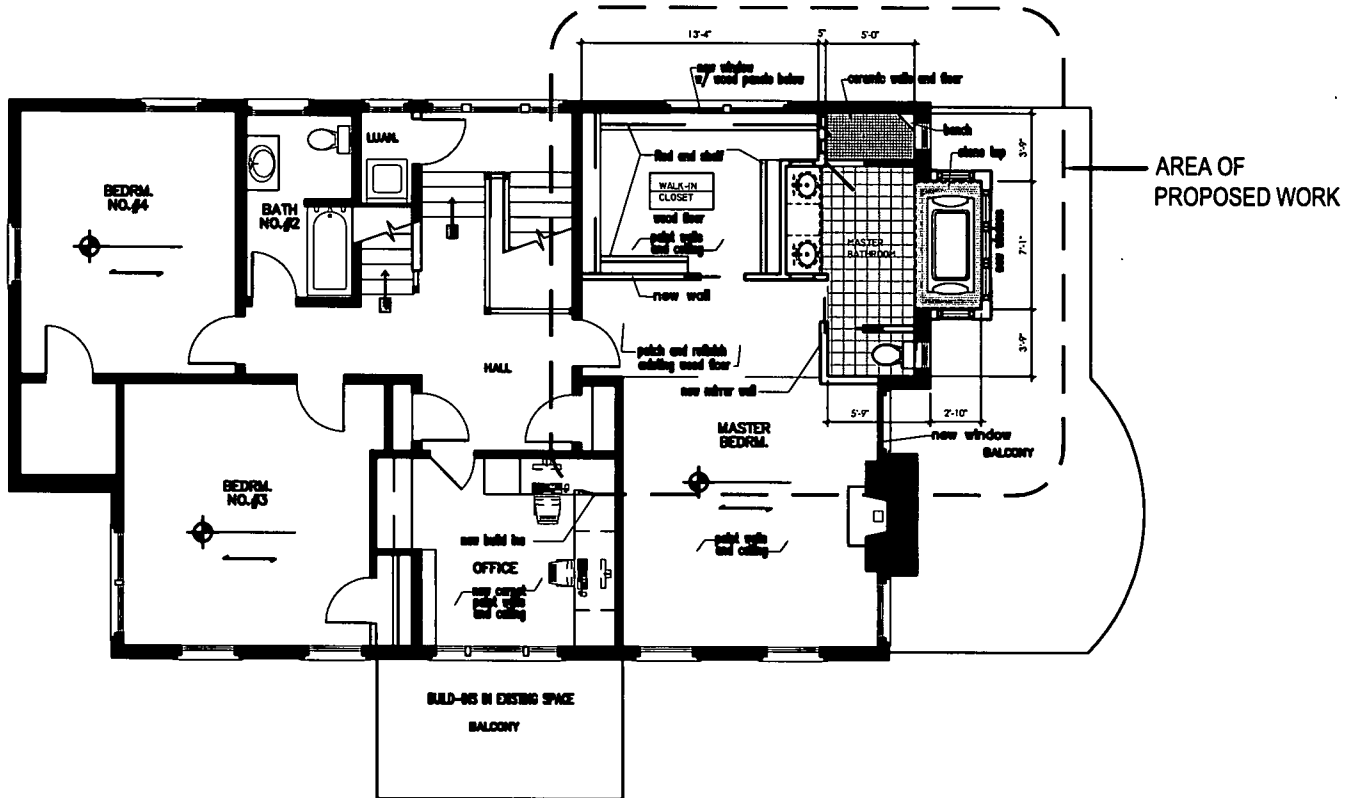 13'-4"
5"
5'-0"
new window
w/ wood panels below
ceramic walls and floor
bench
stone top
3'-9"
AREA OF
PROPOSED WORK
LUAN.
Rod and shelf
WALK-IN
CLOSET
wood floor
paint walls
and ceiling
BEDRM.
NO.#4
BATH
NO.#2
MASTER
BATHROOM
new windows
7'-1"
new wall
3'-9"
patch and refinish
existing wood floor
HALL
new mirror wall
5'-9"
2'-10"
MASTER
BEDRM.
new window
BALCONY
BEDRM.
NO.#3
new build ins
paint walls
and ceiling
OFFICE
new carpet
paint walls
and ceiling
BUILD-INS IN EXISTING SPACE
BALCONY